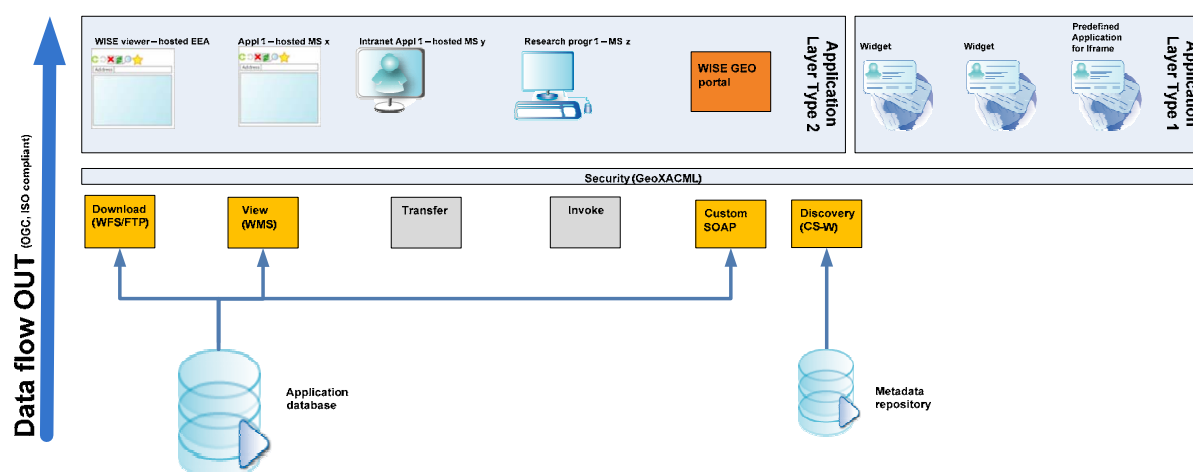 WISE viewer – hosted EEA
Appl 1 – hosted MS x
Intranet Appl 1 – hosted MS y
Research progr 1 – MS z
WISE GEO
portal
Application
Layer Type 2
Widget
Widget
Predefined
Application
for Iframe
Application
Layer Type 1
Address
Address
Security (GeoXACML)
Download
(WFS/FTP)
View
(WMS)
Transfer
Invoke
Custom
SOAP
Discovery
(CS-W)
Data flow OUT (OGC, ISO compliant)
Application
database
Metadata
repository